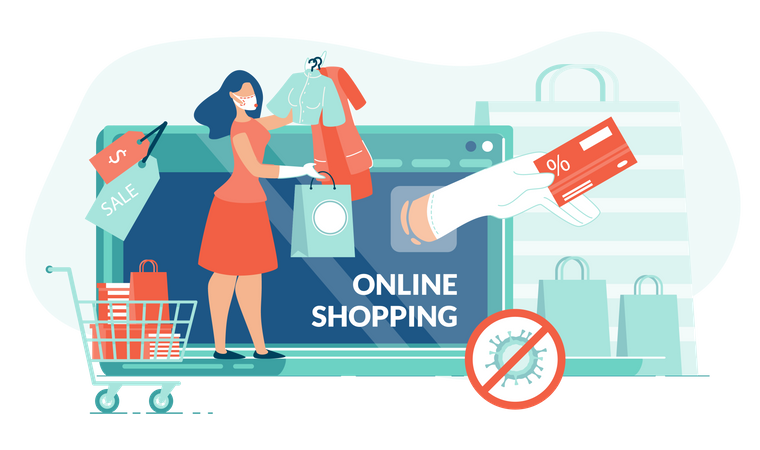 $
SALE
%
ONLINE
SHOPPING